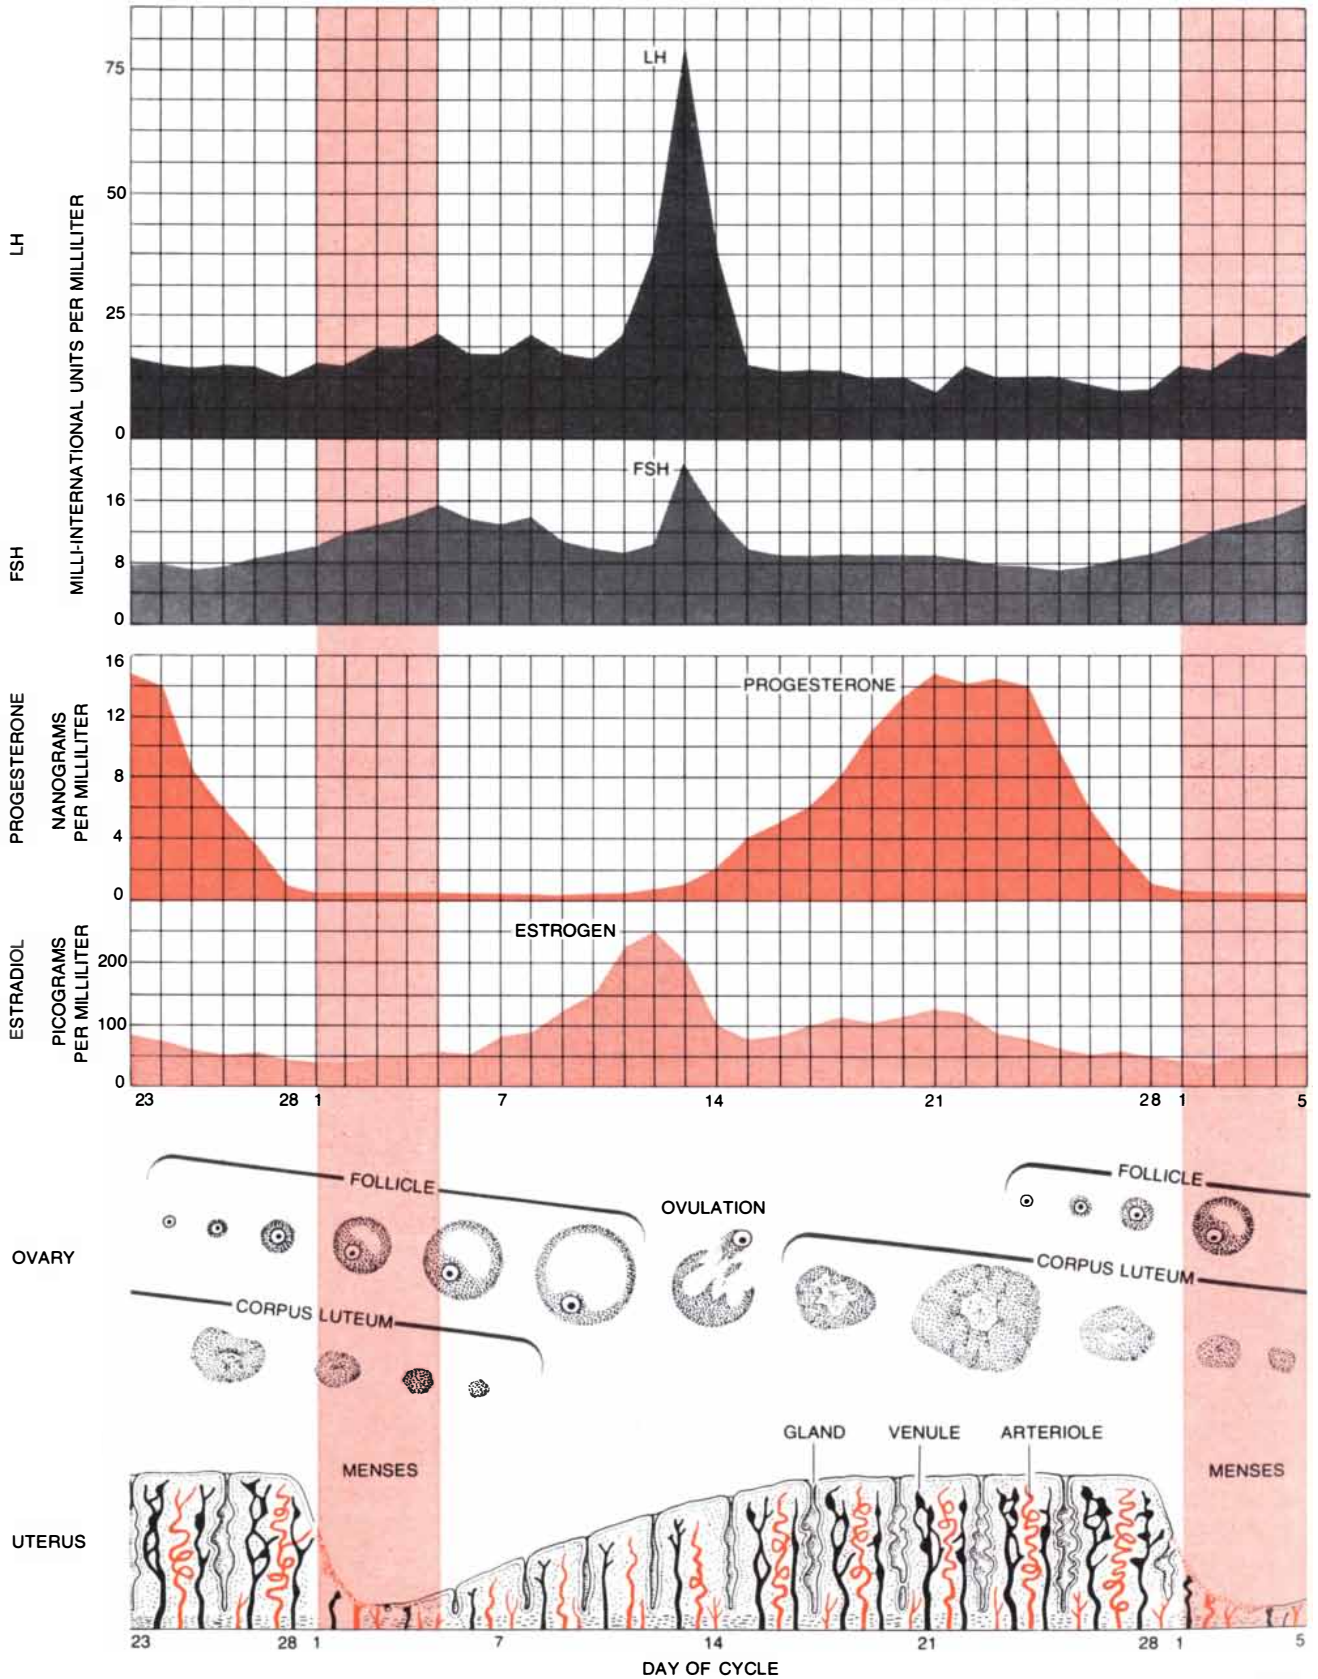 LH
75
50
25
0
LH
MILLI-INTERNATIONAL UNITS PER MILLILITER
FSH
16
8
0
FSH
16
12
8
4
0
PROGESTERONE
NANOGRAMS
PER MILLILITER
PROGESTERONE
ESTROGEN
200
100
0
ESTRADIOL
PICOGRAMS
PER MILLILITER
23 28 1 7 14 21 28 1 5
FOLLICLE
OVULATION
FOLLICLE
OVARY
CORPUS LUTEUM
CORPUS LUTEUM
GLAND VENULE ARTERIOLE
MENSES
MENSES
UTERUS
23 28 1 7 14 21 28 1 5
DAY OF CYCLE